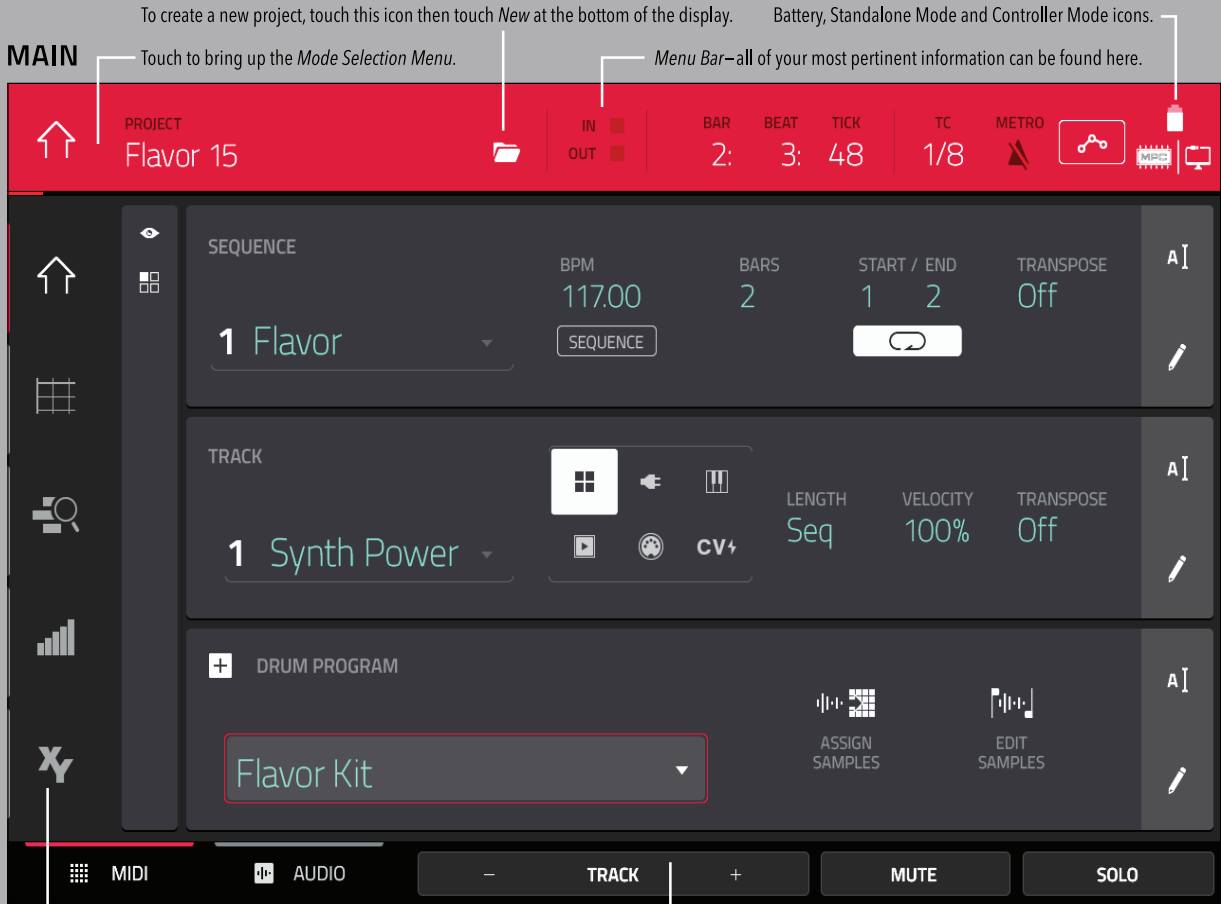 To create a new project, touch this icon then touch New at the bottom of the display.
Battery, Standalone Mode and Controller Mode icons.
MAIN
Touch to bring up the Mode Selection Menu.
Menu Bar–all of your most pertinent information can be found here.
PROJECT
Flavor 15
IN
OUT
BAR BEAT TICK
2: 3: 48
TC
1/8
METRO
MPC
SEQUENCE
1 Flavor
BPM
117.00
SEQUENCE
BARS
2
START / END
1 2
TRANSPOSE
Off
A
TRACK
1 Synth Power
CV
LENGTH
Seq
VELOCITY
100%
TRANSPOSE
Off
A
DRUM PROGRAM
Flavor Kit
ASSIGN
SAMPLES
EDIT
SAMPLES
A
XY
MIDI
AUDIO
– TRACK +
MUTE
SOLO